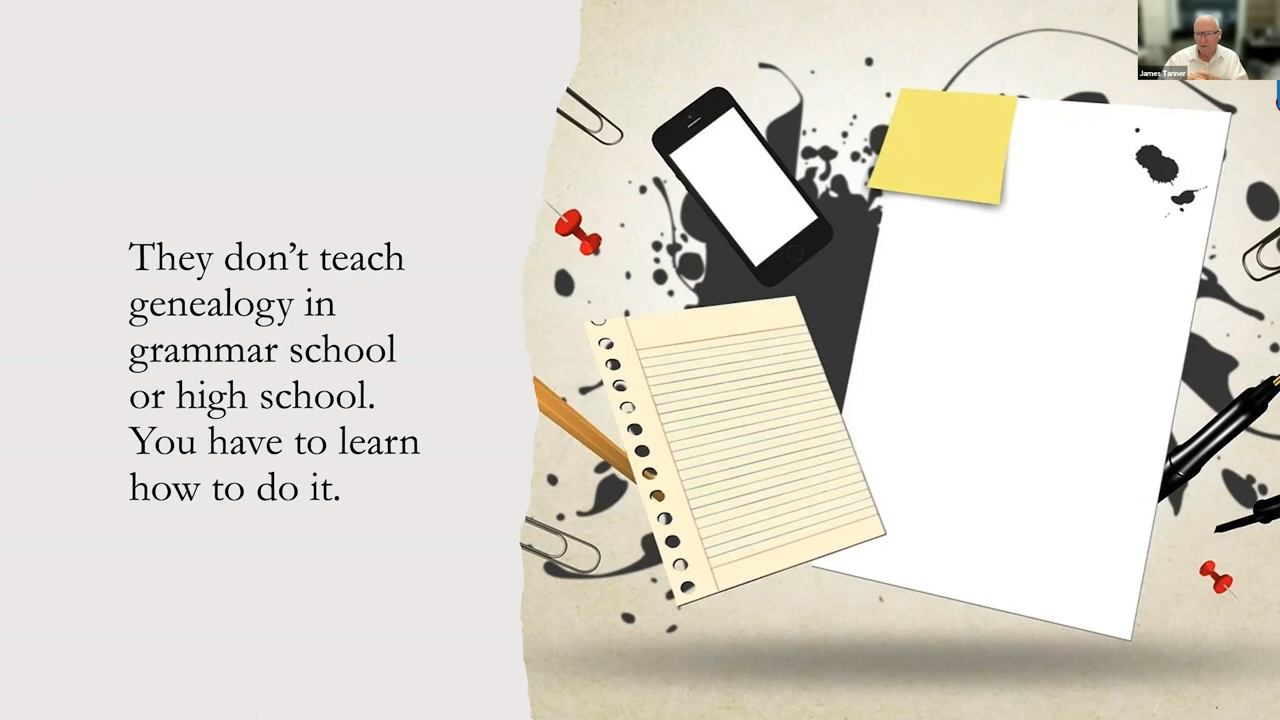 They don’t teach
genealogy in
grammar school
or high school.
You have to learn
how to do it.
James Tanner